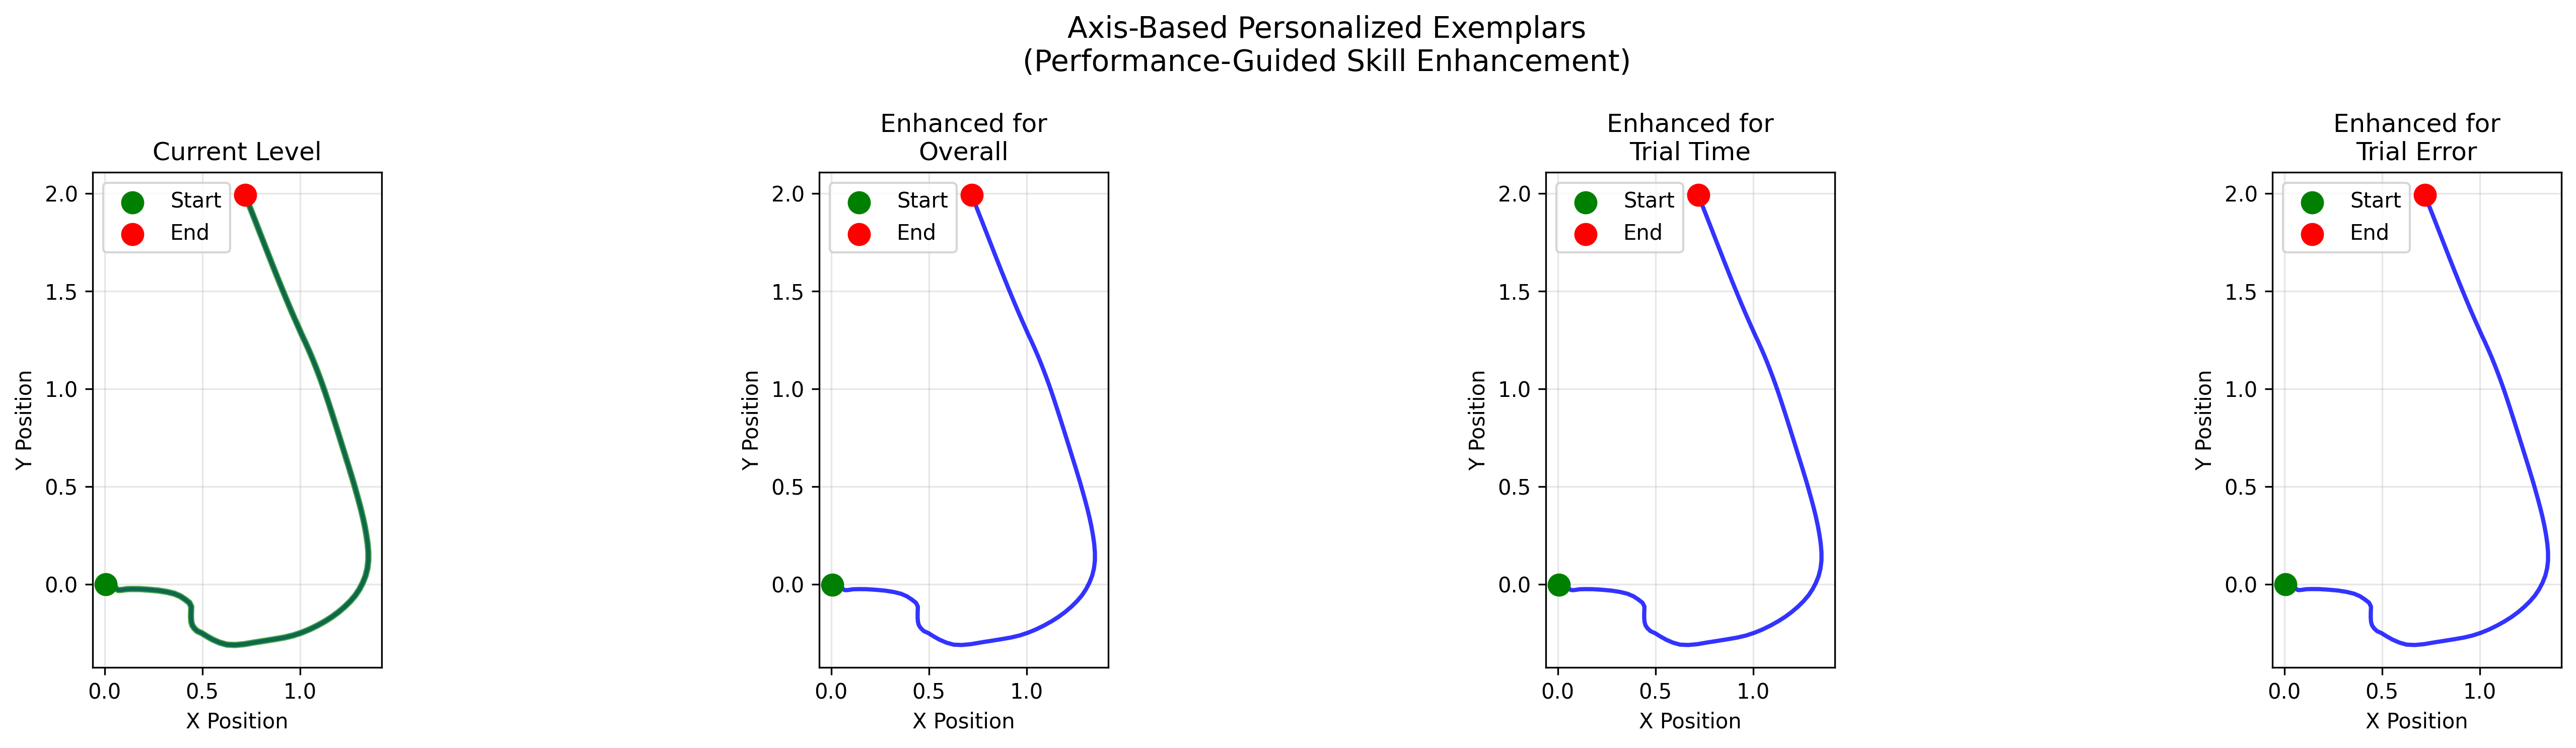 Axis-Based Personalized Exemplars
(Performance-Guided Skill Enhancement)
Current Level
Start
End
2.0
1.5
1.0
0.5
0.0
Y Position
0.0 0.5 1.0
X Position
Enhanced for
Overall
Start
End
2.0
1.5
1.0
0.5
0.0
Y Position
0.0 0.5 1.0
X Position
Enhanced for
Trial Time
Start
End
2.0
1.5
1.0
0.5
0.0
Y Position
0.0 0.5 1.0
X Position
Enhanced for
Trial Error
Start
End
2.0
1.5
1.0
0.5
0.0
Y Position
0.0 0.5 1.0
X Position